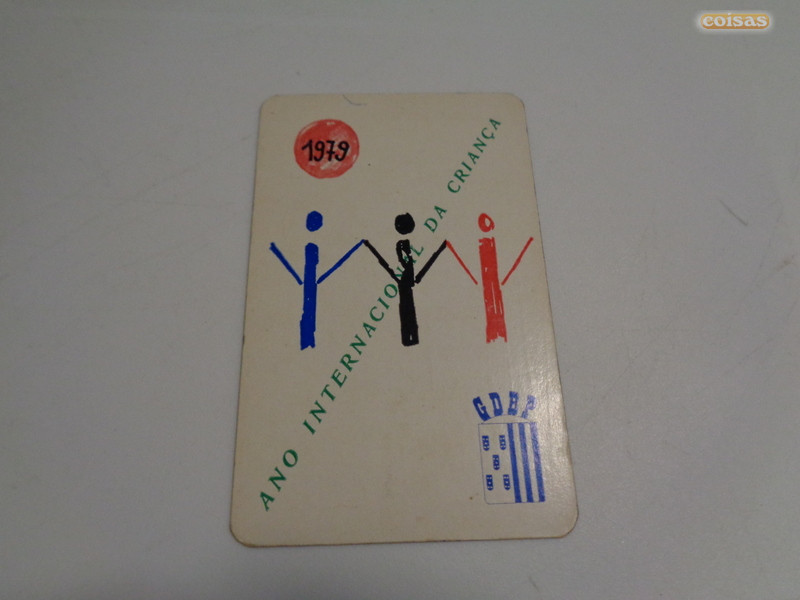 coisas
1979
ANO INTERNACIONAL DA CRIANÇA
GDBP